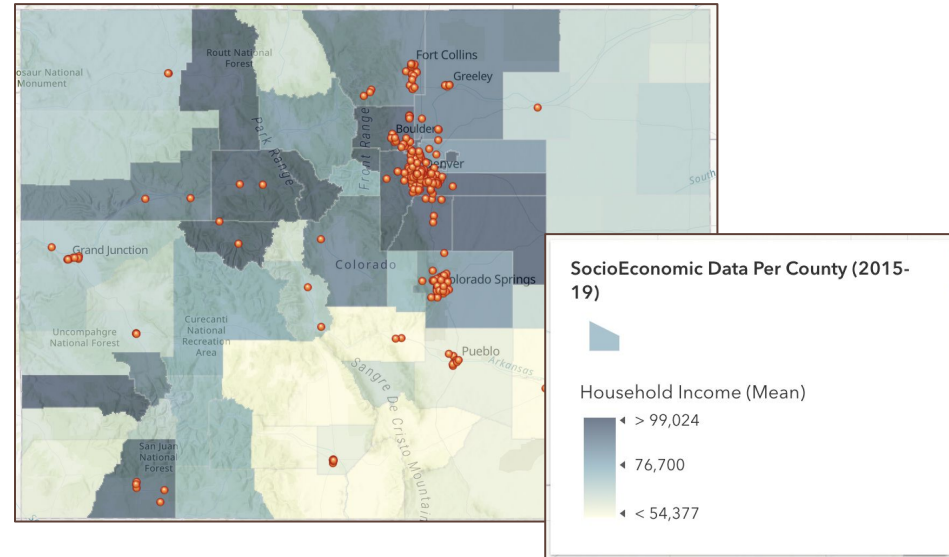 Routt National
Forest
Fort Collins
Greeley
osaur National
Monument
Park Range
Front Range
Boulder
Denver
South
Grand Junction
Colorado
Colorado Springs
Uncompahgre
National Forest
Curecanti
National
Recreation
Area
Pueblo
Arkansas
Sangre De Cristo Mountain
San Juan
National
Forest
SocioEconomic Data Per County (2015-
19)
Household Income (Mean)
> 99,024
76,700
< 54,377